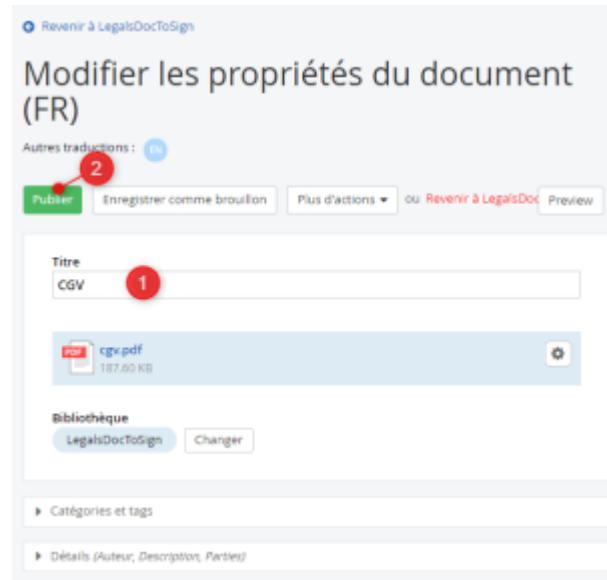 Revenir à LegalsDocToSign
Modifier les propriétés du document
(FR)
Autres traductions : EN
2
Publier Enregistrer comme brouillon Plus d'actions ou Revenir à LegalsDoc Preview
Titre
CGV 1
PDF cgv.pdf
187.60 KB
Bibliothèque
LegalsDocToSign Changer
Catégories et tags
Détails (Auteur, Description, Parties)